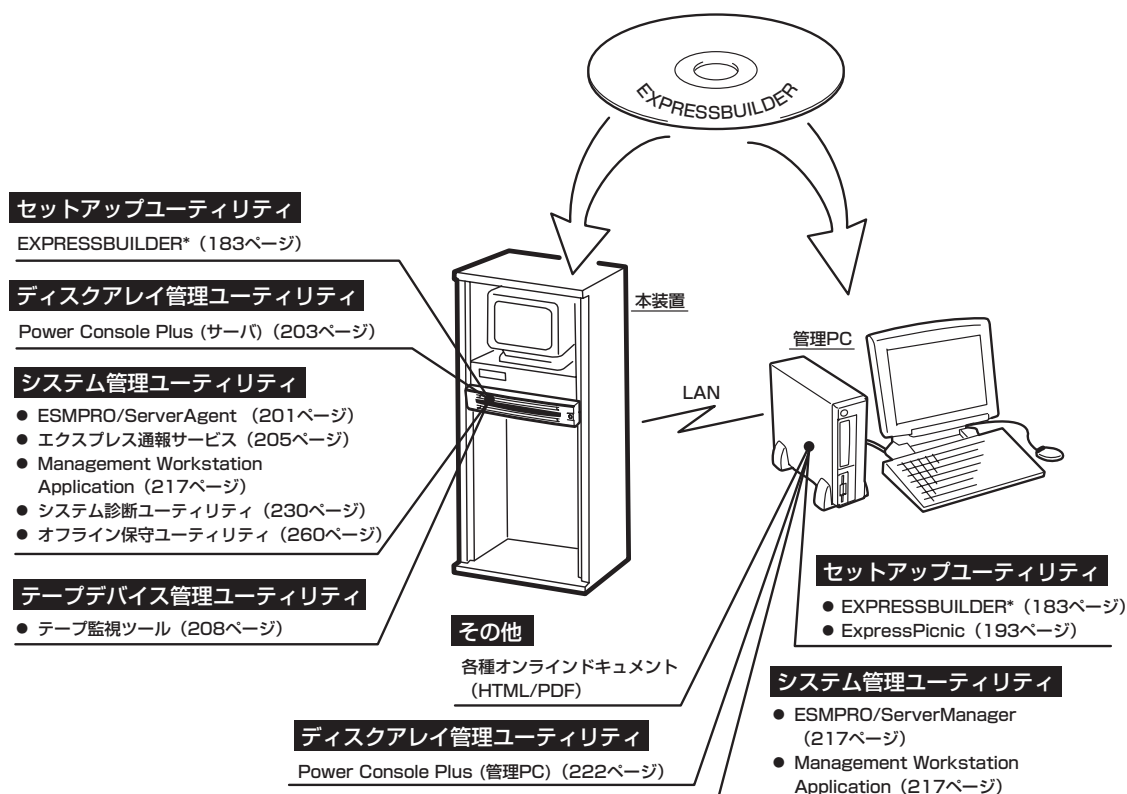 EXPRESSBUILDER
セットアップユーティリティ
EXPRESSBUILDER*（183ページ）
ディスクアレイ管理ユーティリティ
Power Console Plus (サーバ)（203ページ）
システム管理ユーティリティ
● ESMPRO/ServerAgent （201ページ）
● エクスプレス通報サービス（205ページ）
● Management Workstation
Application（217ページ）
● システム診断ユーティリティ（230ページ）
● オフライン保守ユーティリティ（260ページ）
テープデバイス管理ユーティリティ
● テープ監視ツール（208ページ）
本装置
LAN
管理PC
その他
各種オンラインドキュメント
（HTML/PDF）
ディスクアレイ管理ユーティリティ
Power Console Plus (管理PC)（222ページ）
セットアップユーティリティ
● EXPRESSBUILDER*（183ページ）
● ExpressPicnic（193ページ）
システム管理ユーティリティ
● ESMPRO/ServerManager
（217ページ）
● Management Workstation
Application（217ページ）